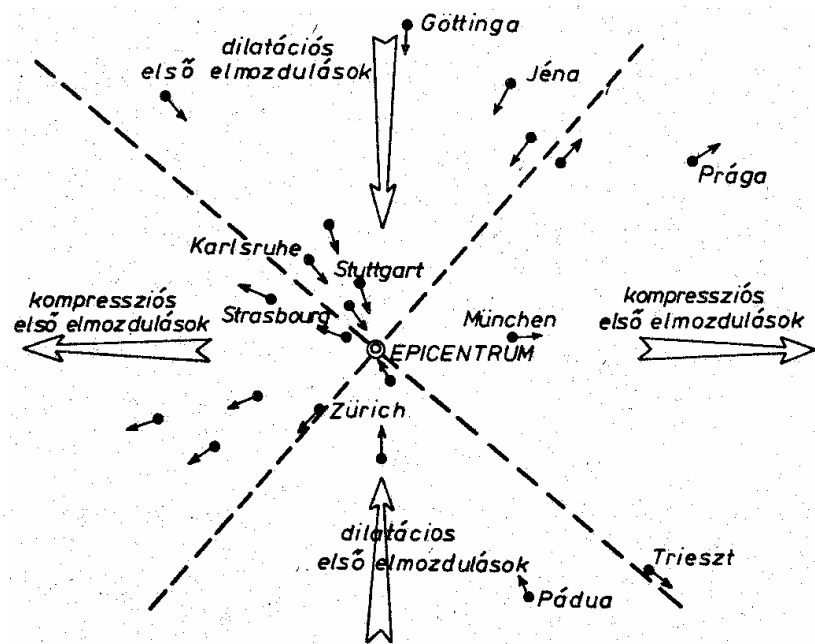 Göttinga
dilatációs
első elmozdulások
Jéna
Prága
Karlsruhe
Stuttgart
kompressziós
első elmozdulások
Strasbourg
München
kompressziós
első elmozdulások
EPICENTRUM
Zürich
dilatácios
első elmozdulások
Trieszt
Pádua